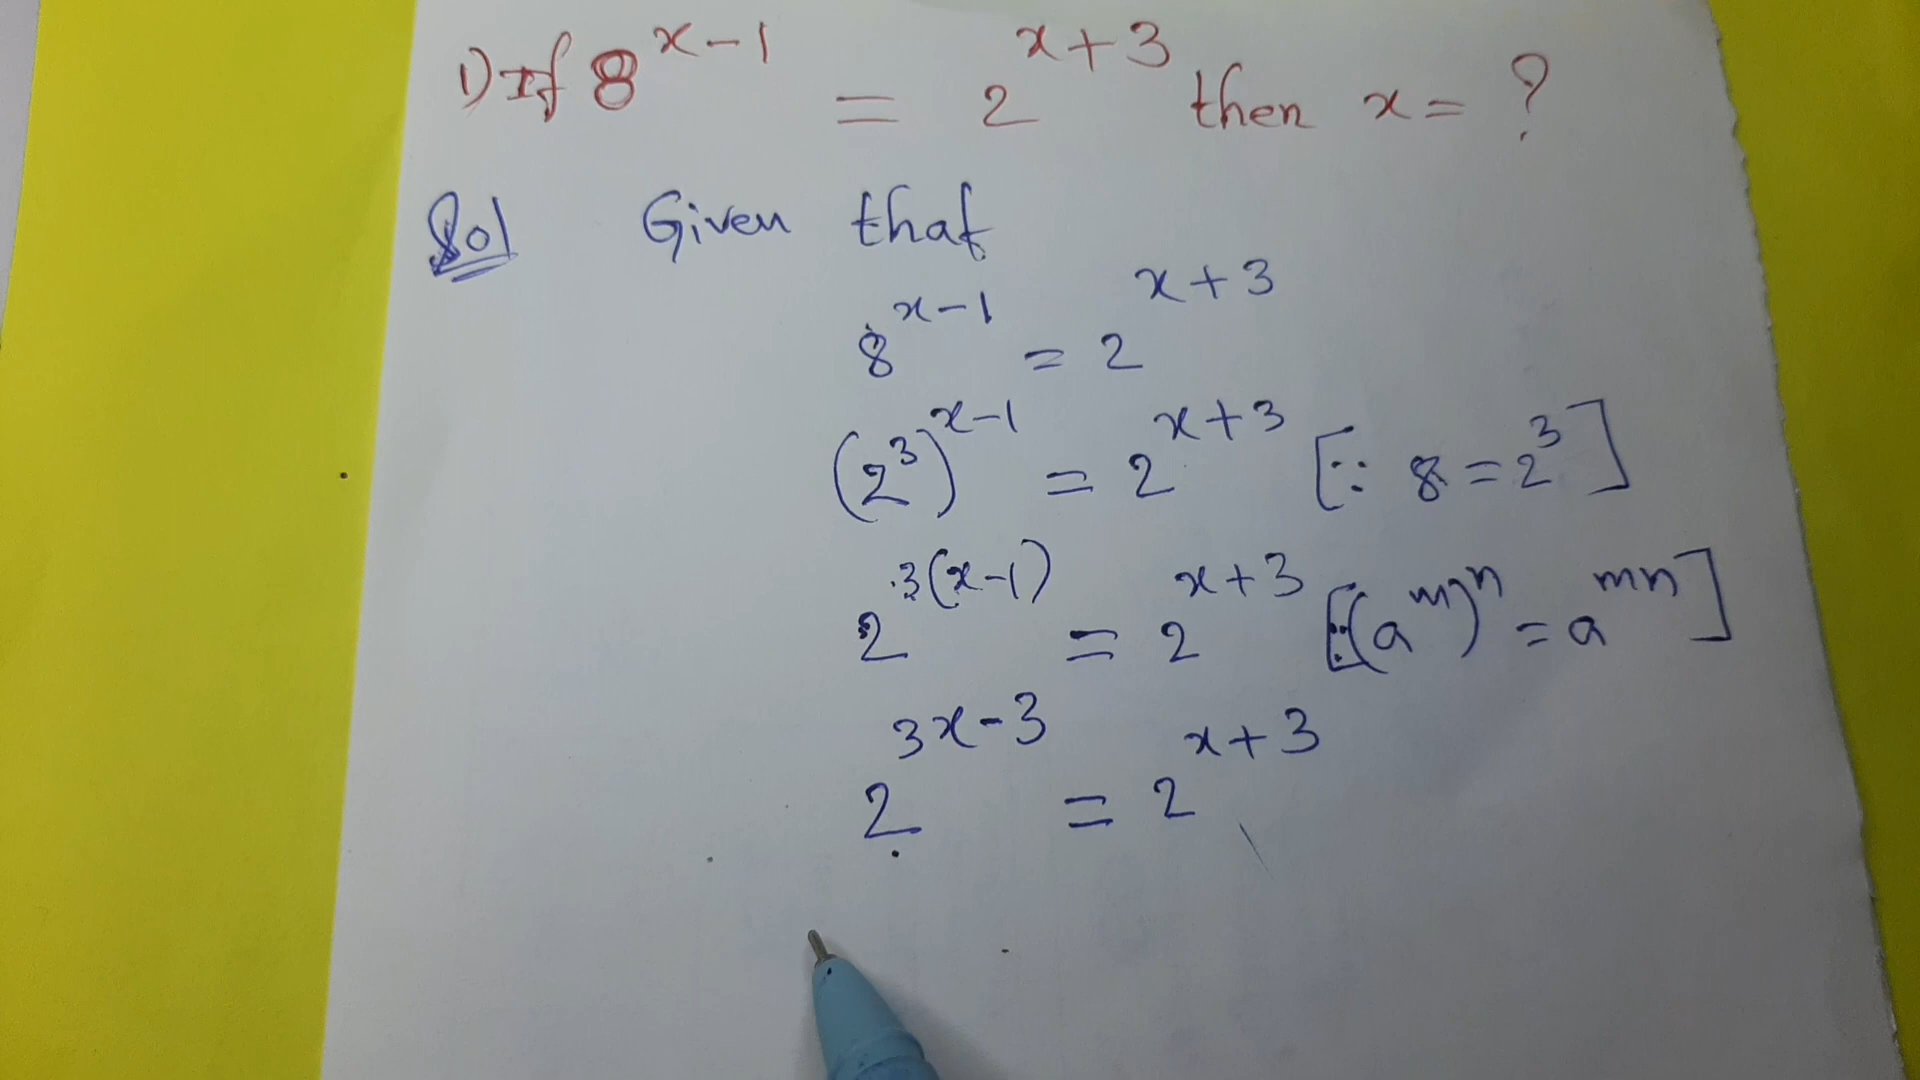 1) If 8^{x-1} = 2^{x+3} then x = ?
Sol Given that
8^{x-1} = 2^{x+3}
(2^3)^{x-1} = 2^{x+3} [∵ 8 = 2^3]
2^{3(x-1)} = 2^{x+3} [∵ (a^m)^n = a^{mn}]
2^{3x-3} = 2^{x+3}